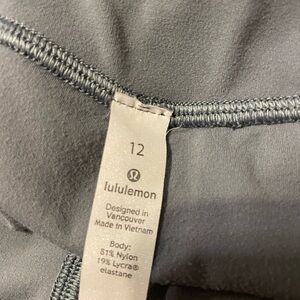 12
lululemon
Designed in
Vancouver
Made in Vietnam
Body:
81% Nylon
19% Lycra®
elastane